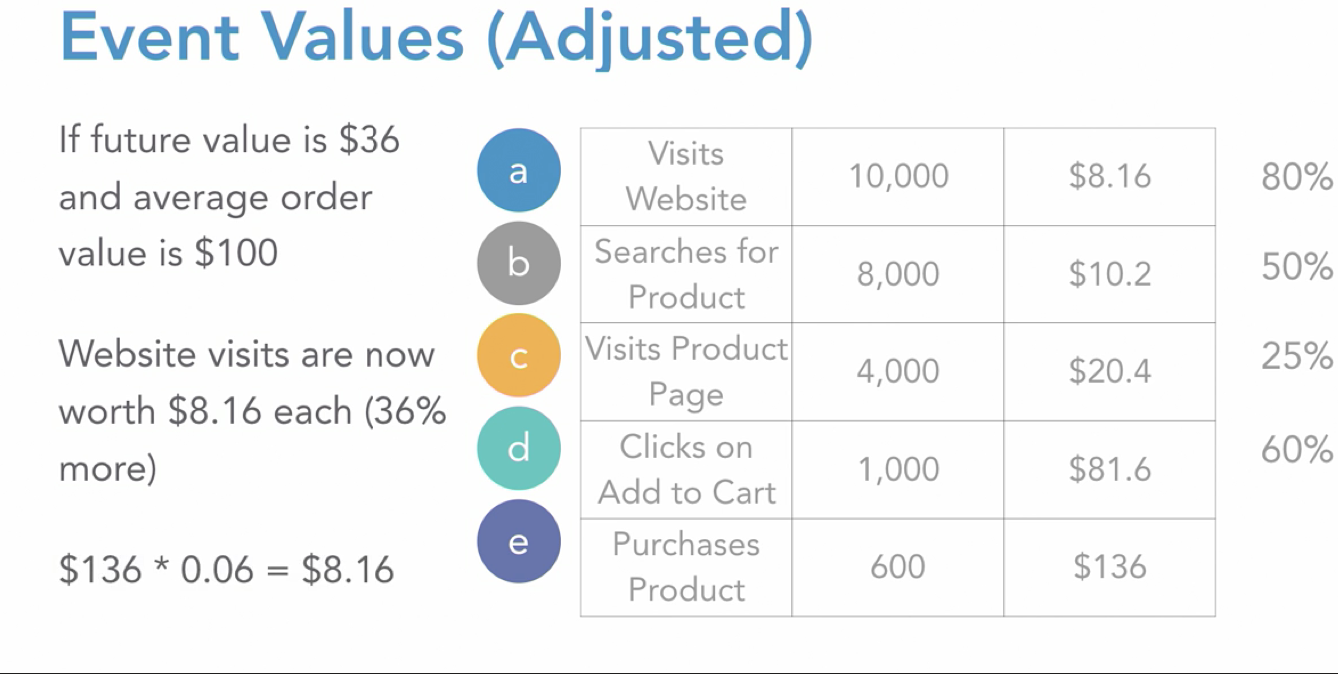 Event Values (Adjusted)
If future value is $36
and average order
value is $100
Website visits are now
worth $8.16 each (36%
more)
$136 * 0.06 = $8.16
a
Visits
Website
10,000
$8.16
80%
b
Searches for
Product
8,000
$10.2
50%
c
Visits Product
Page
4,000
$20.4
25%
d
Clicks on
Add to Cart
1,000
$81.6
60%
e
Purchases
Product
600
$136